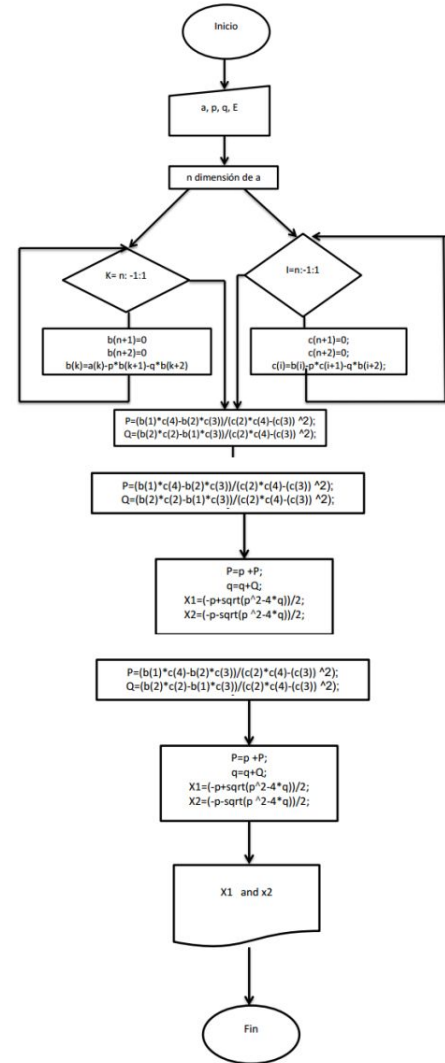 Inicio
a, p, q, E
n dimensión de a
K= n: -1:1
I=n:-1:1
b(n+1)=0
b(n+2)=0
b(k)=a(k)-p*b(k+1)-q*b(k+2)
c(n+1)=0;
c(n+2)=0;
c(i)=b(i)-p*c(i+1)-q*b(i+2);
P=(b(1)*c(4)-b(2)*c(3))/(c(2)*c(4)-(c(3)) ^2);
Q=(b(2)*c(2)-b(1)*c(3))/(c(2)*c(4)-(c(3)) ^2);
P=(b(1)*c(4)-b(2)*c(3))/(c(2)*c(4)-(c(3)) ^2);
Q=(b(2)*c(2)-b(1)*c(3))/(c(2)*c(4)-(c(3)) ^2);
P=p +P;
q=q+Q;
X1=(-p+sqrt(p^2-4*q))/2;
X2=(-p-sqrt(p ^2-4*q))/2;
P=(b(1)*c(4)-b(2)*c(3))/(c(2)*c(4)-(c(3)) ^2);
Q=(b(2)*c(2)-b(1)*c(3))/(c(2)*c(4)-(c(3)) ^2);
P=p +P;
q=q+Q;
X1=(-p+sqrt(p^2-4*q))/2;
X2=(-p-sqrt(p ^2-4*q))/2;
X1 and x2
Fin